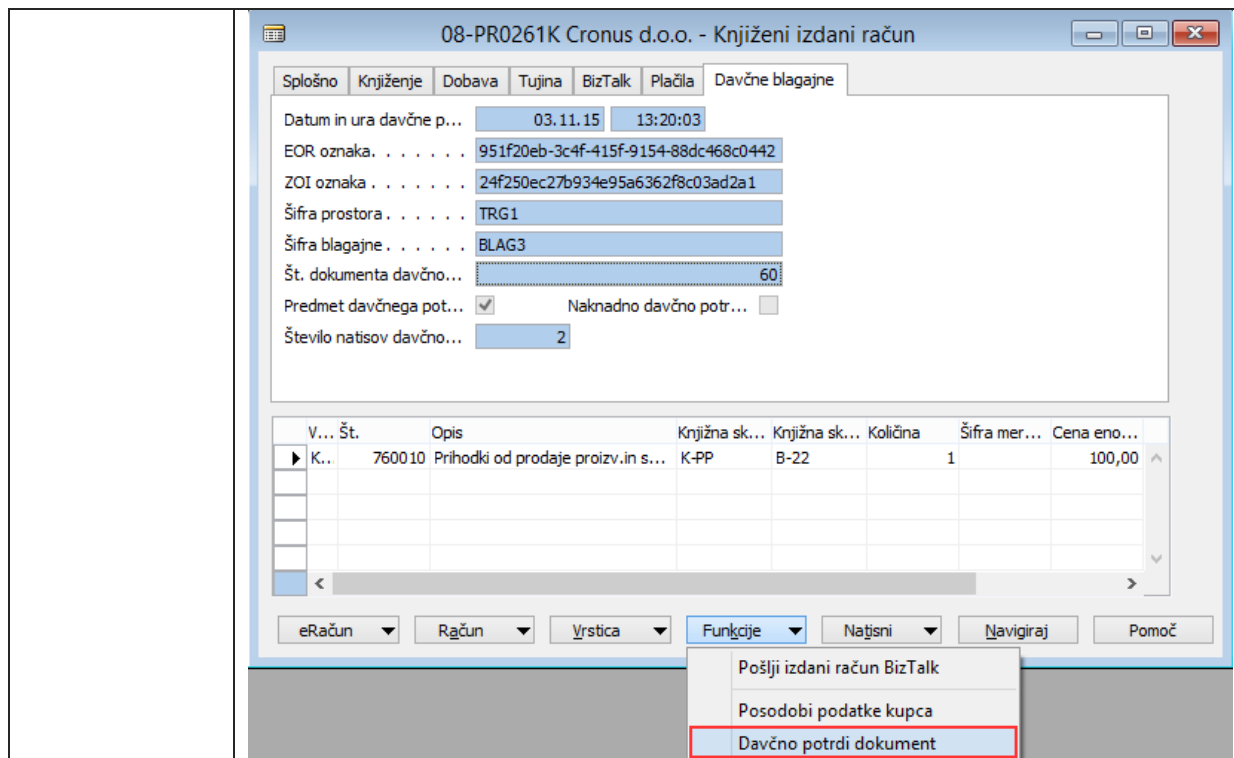 08-PR0261K Cronus d.o.o. - Knjiženi izdani račun
Splošno Knjiženje Dobava Tujina BizTalk Plačila Davčne blagajne
Datum in ura davčne p... 03.11.15 13:20:03
EOR oznaka. . . . . . . 951f20eb-3c4f-415f-9154-88dc468c0442
ZOI oznaka . . . . . . . 24f250ec27b934e95a6362f8c03ad2a1
Šifra prostora. . . . . . TRG1
Šifra blagajne. . . . . . BLAG3
Št. dokumenta davčno... 60
Predmet davčnega pot... Naknadno davčno potr...
Število natisov davčno... 2
V... Št. Opis Knjižna sk... Knjižna sk... Količina Šifra mer... Cena eno...
K... 760010 Prihodki od prodaje proizv.in s... K-PP B-22 1 100,00
eRačun Račun Vrstica Funkcije Natisni Navigiraj Pomoč
Pošlji izdani račun BizTalk
Posodobi podatke kupca
Davčno potrdi dokument